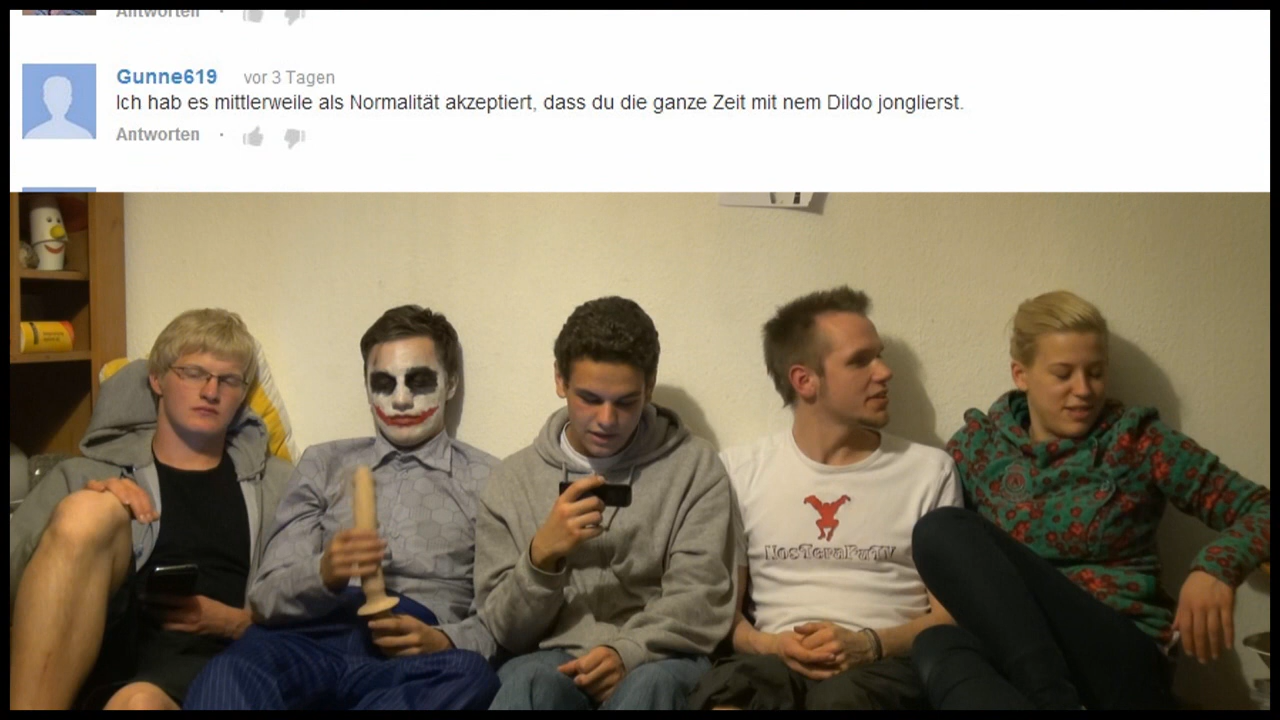 Antworten
Gunne619 vor 3 Tagen
Ich hab es mittlerweile als Normalität akzeptiert, dass du die ganze Zeit mit nem Dildo jonglierst.
Antworten ·